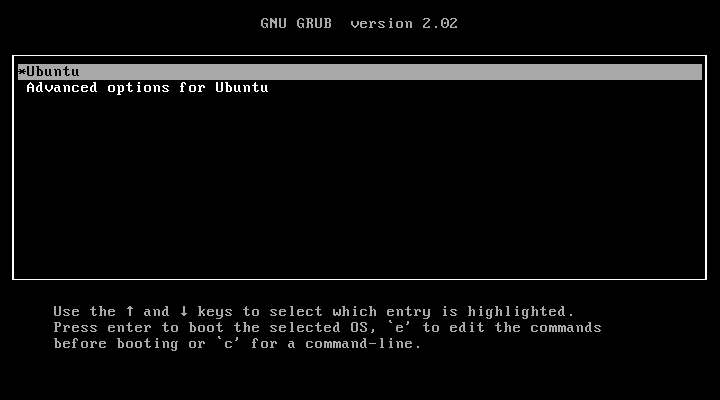 GNU GRUB  version 2.02
*Ubuntu
Advanced options for Ubuntu
Use the ↑ and ↓ keys to select which entry is highlighted.
Press enter to boot the selected OS, `e' to edit the commands
before booting or `c' for a command-line.